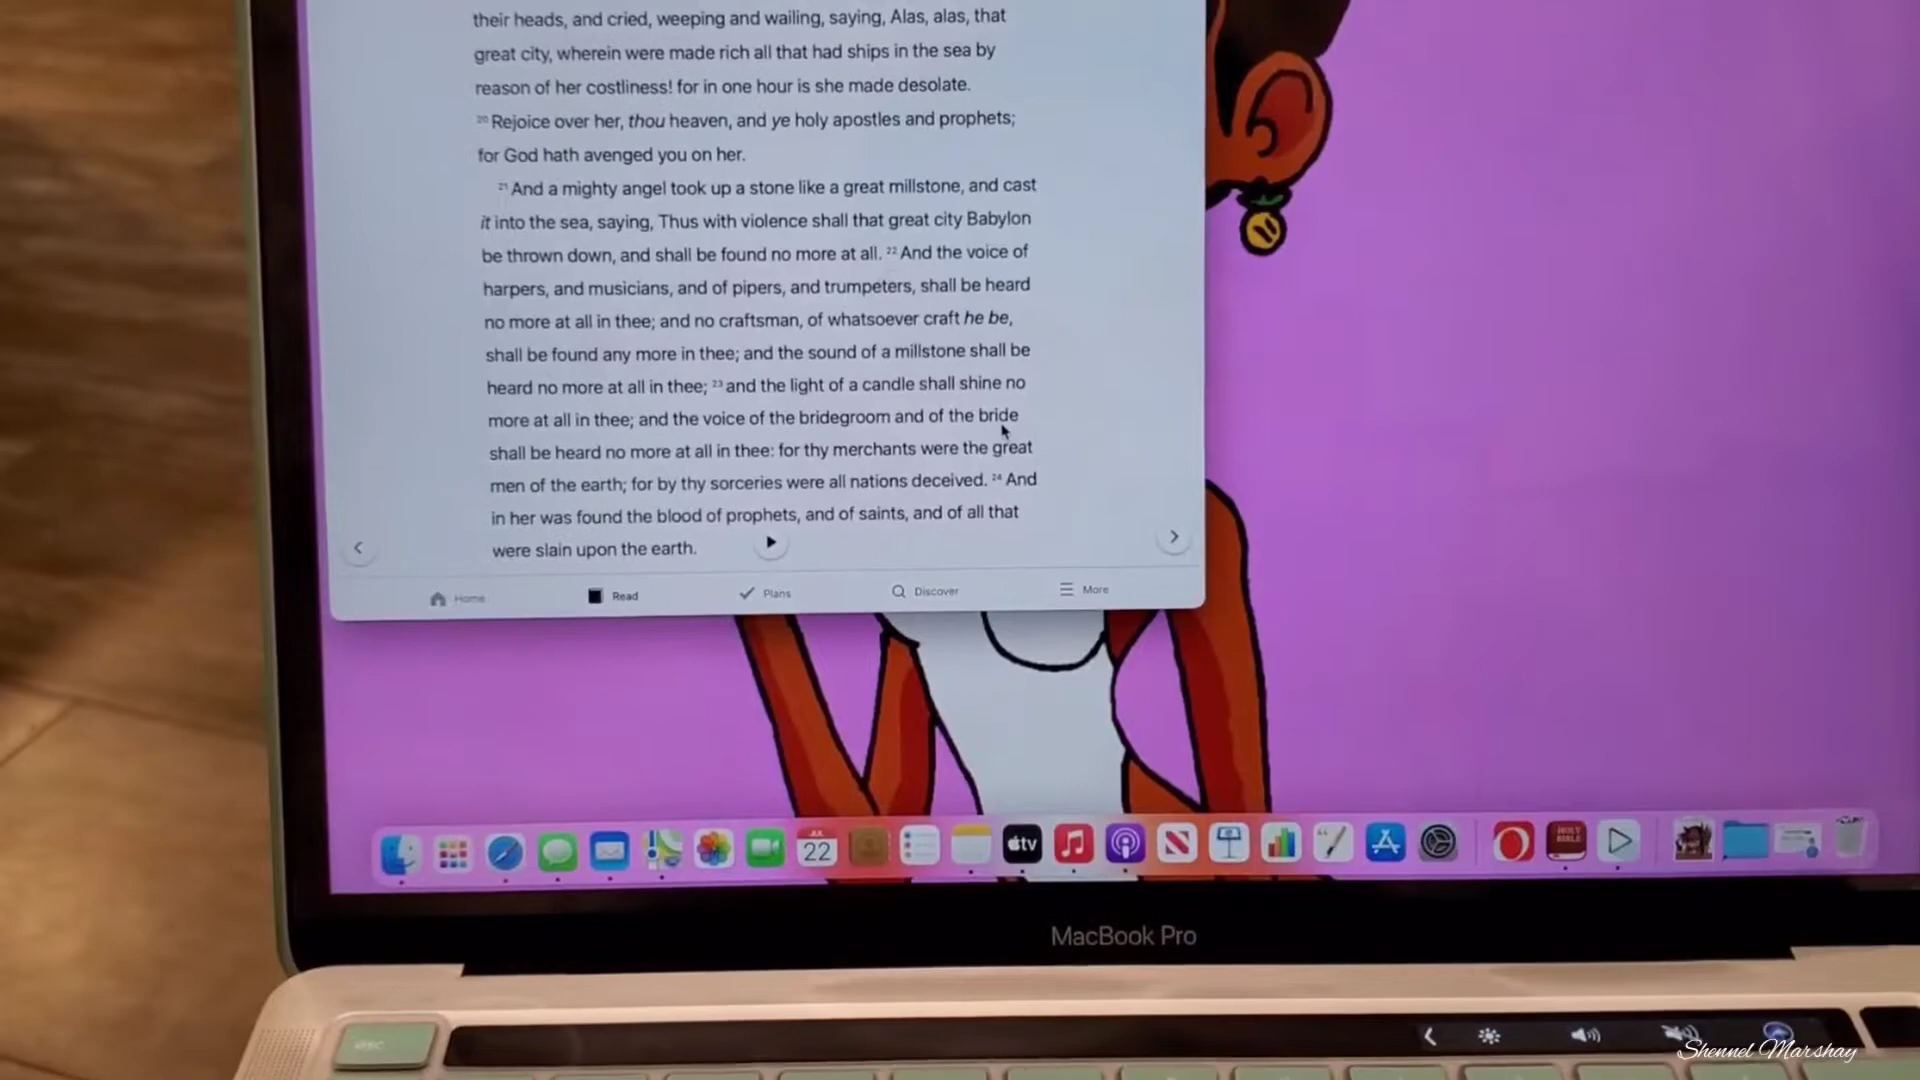 their heads, and cried, weeping and wailing, saying, Alas, alas, that
great city, wherein were made rich all that had ships in the sea by
reason of her costliness! for in one hour is she made desolate.
20 Rejoice over her, thou heaven, and ye holy apostles and prophets;
for God hath avenged you on her.
21 And a mighty angel took up a stone like a great millstone, and cast
it into the sea, saying, Thus with violence shall that great city Babylon
be thrown down, and shall be found no more at all. 22 And the voice of
harpers, and musicians, and of pipers, and trumpeters, shall be heard
no more at all in thee; and no craftsman, of whatsoever craft he be,
shall be found any more in thee; and the sound of a millstone shall be
heard no more at all in thee; 23 and the light of a candle shall shine no
more at all in thee; and the voice of the bridegroom and of the bride
shall be heard no more at all in thee: for thy merchants were the great
men of the earth; for by thy sorceries were all nations deceived. 24 And
in her was found the blood of prophets, and of saints, and of all that
were slain upon the earth.
Home Read Plans Discover More
JUL
22
tv
HOLY
BIBLE
MacBook Pro
esc
Shennel Marshay